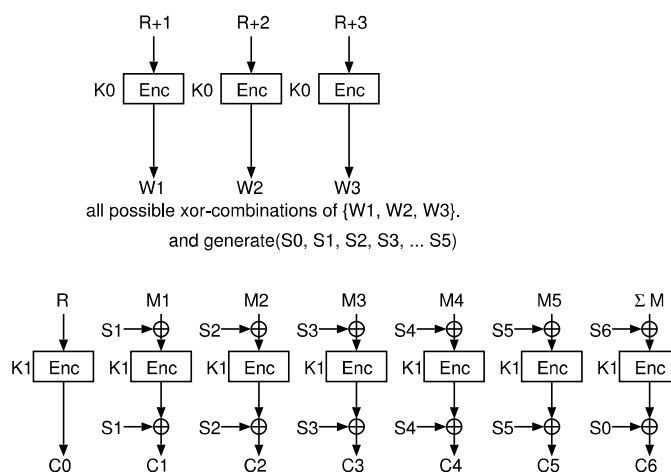 R+1 R+2 R+3
K0 Enc K0 Enc K0 Enc
W1 W2 W3
all possible xor-combinations of {W1, W2, W3}.
and generate(S0, S1, S2, S3, ... S5)
R M1 M2 M3 M4 M5 Σ M
S1 S2 S3 S4 S5 S6
K1 Enc K1 Enc K1 Enc K1 Enc K1 Enc K1 Enc K1 Enc
S1 S2 S3 S4 S5 S0
C0 C1 C2 C3 C4 C5 C6